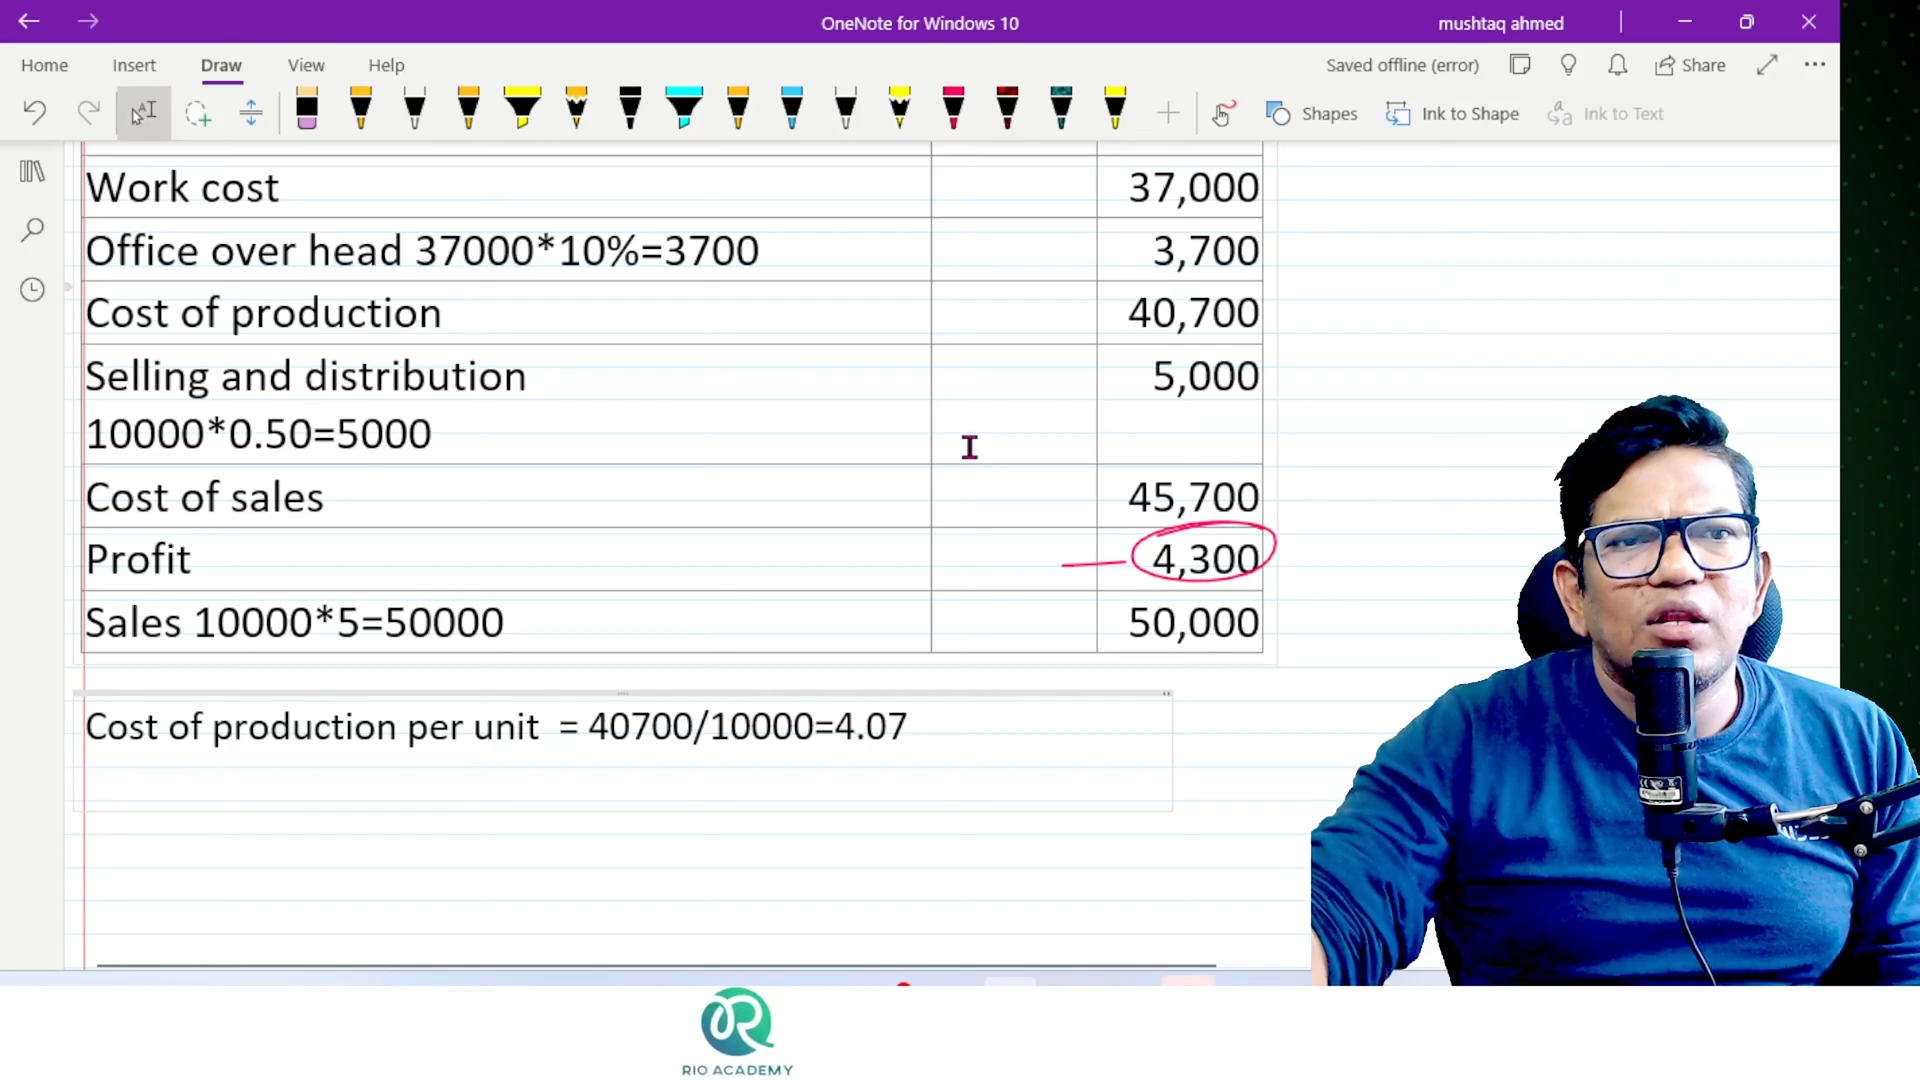 OneNote for Windows 10
mushtaq ahmed
Home Insert Draw View Help
Saved offline (error)
Share
Shapes
Ink to Shape
Ink to Text
Work cost 37,000
Office over head 37000*10%=3700 3,700
Cost of production 40,700
Selling and distribution 5,000
10000*0.50=5000
Cost of sales 45,700
Profit 4,300
Sales 10000*5=50000 50,000
Cost of production per unit = 40700/10000=4.07
RIO ACADEMY